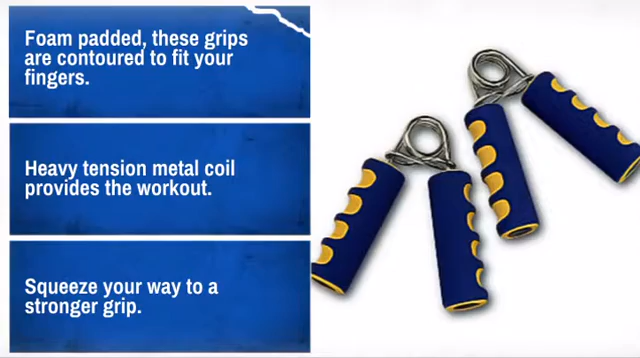 Foam padded, these grips
are contoured to fit your
fingers.
Heavy tension metal coil
provides the workout.
Squeeze your way to a
stronger grip.